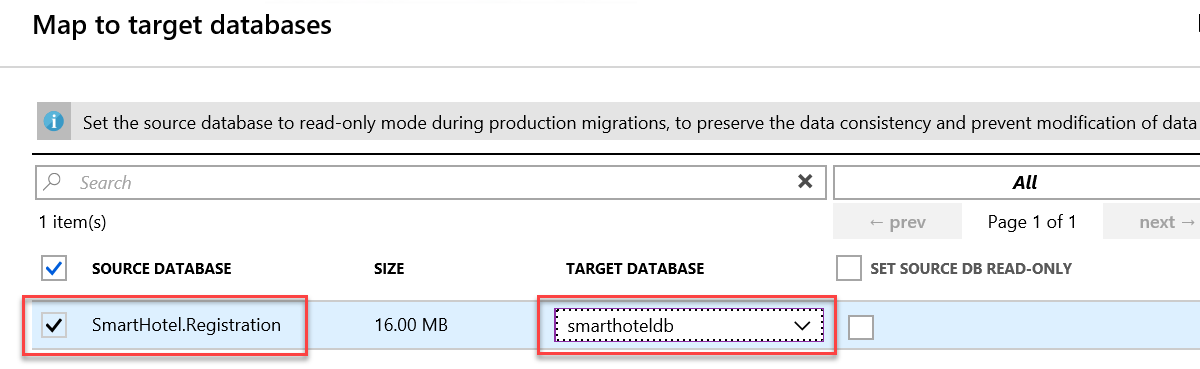 Map to target databases
Set the source database to read-only mode during production migrations, to preserve the data consistency and prevent modification of data
Search
All
1 item(s)
← prev Page 1 of 1 next →
SOURCE DATABASE SIZE TARGET DATABASE SET SOURCE DB READ-ONLY
SmartHotel.Registration 16.00 MB smarthoteldb